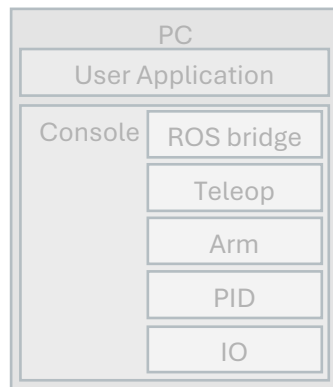 PC
User Application
Console
ROS bridge
Teleop
Arm
PID
IO